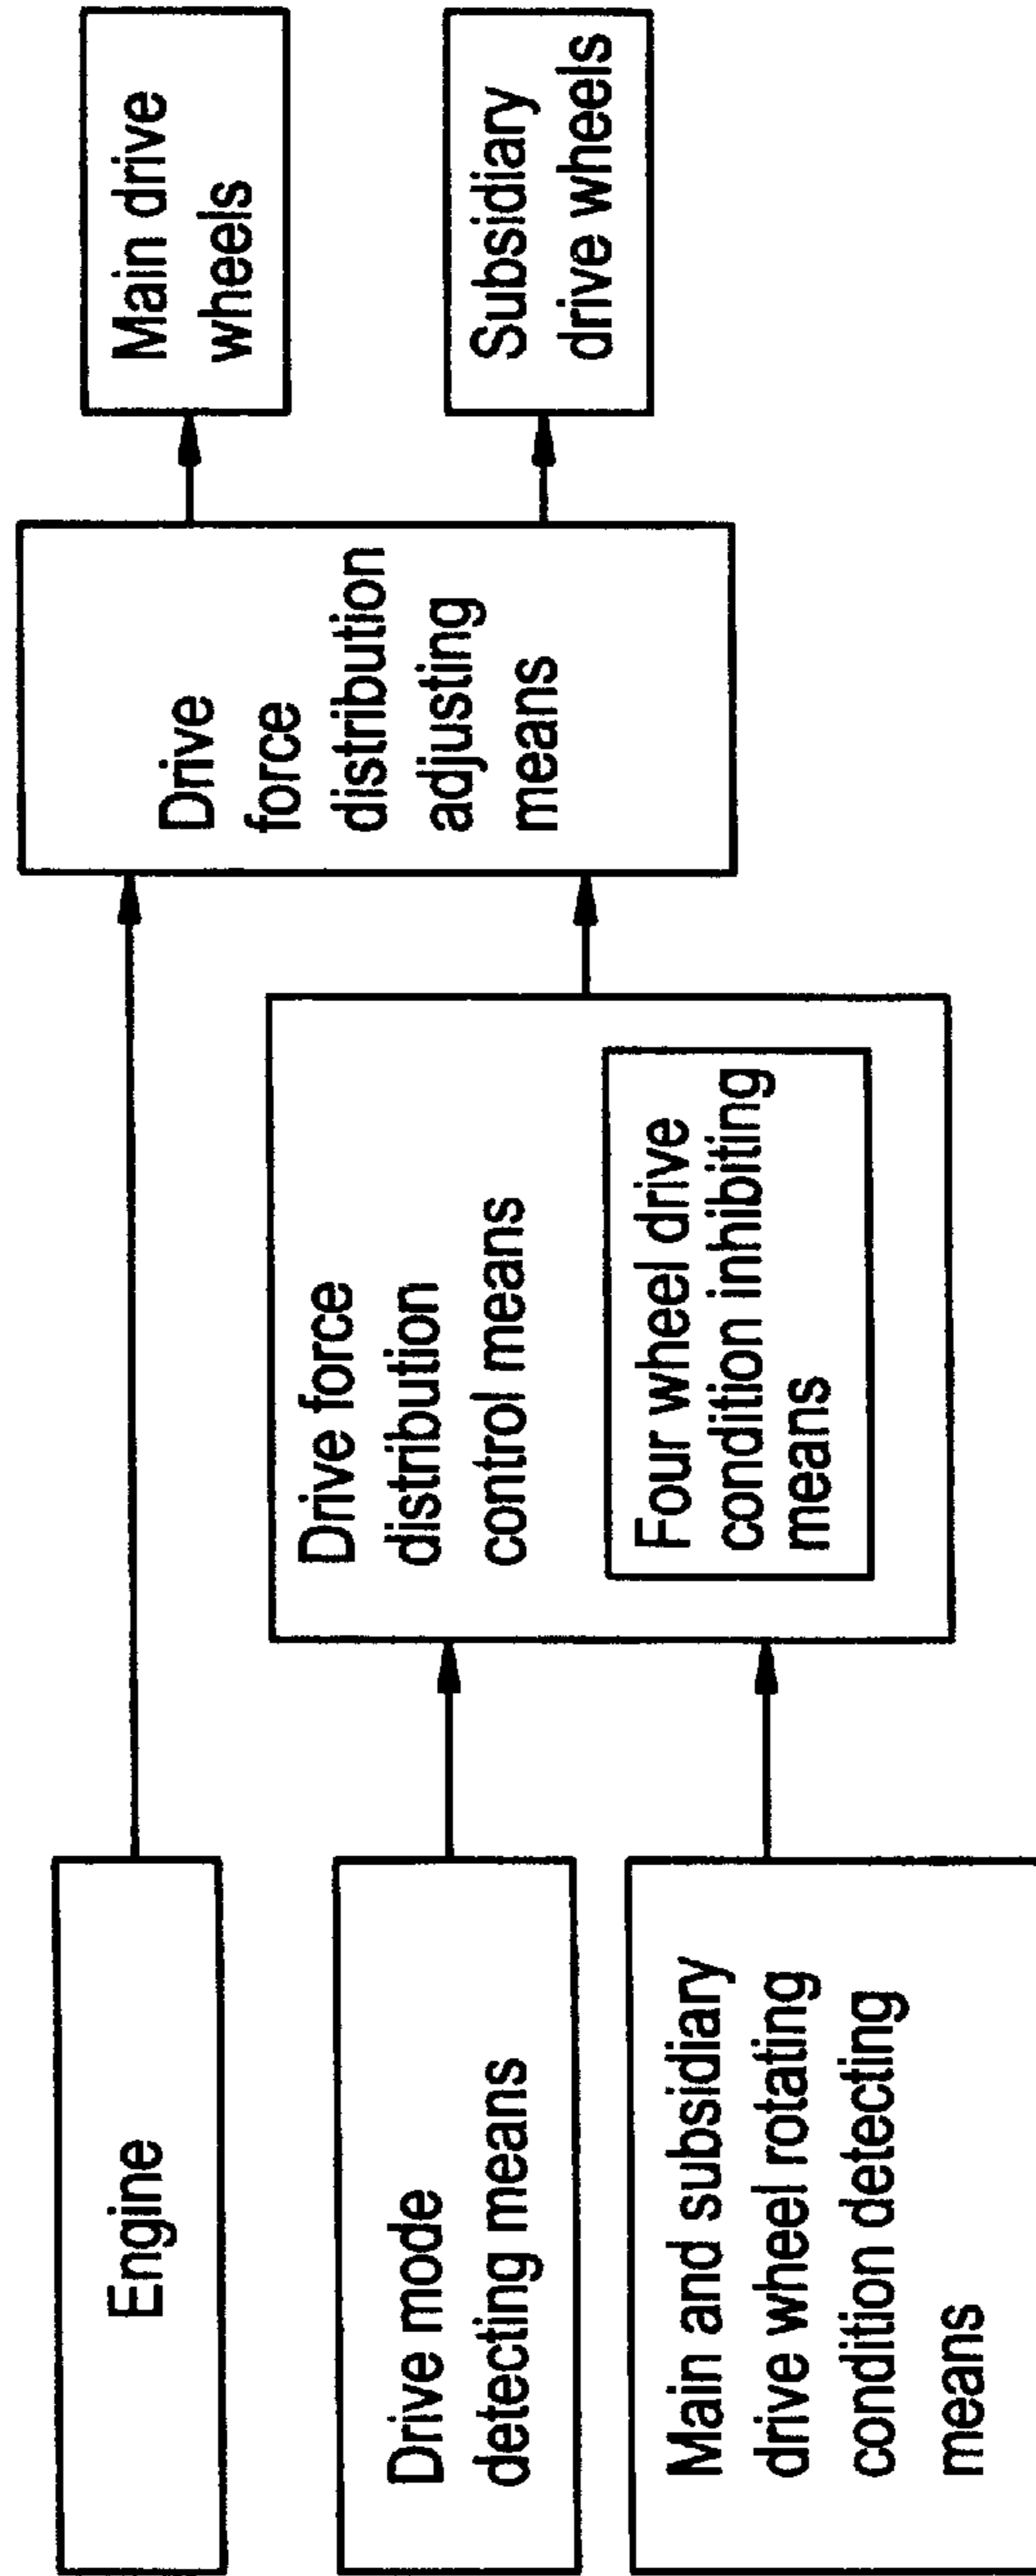 Engine
Drive mode
detecting means
Main and subsidiary
drive wheel rotating
condition detecting
means
Drive force
distribution
control means
Four wheel drive
condition inhibiting
means
Drive
force
distribution
adjusting
means
Main drive
wheels
Subsidiary
drive wheels